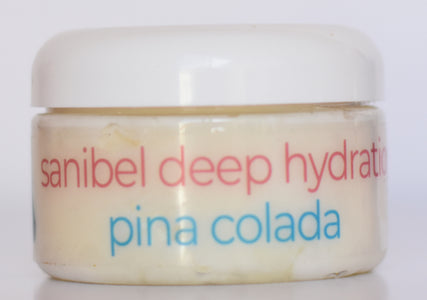 sanibel deep hydratio
pina colada